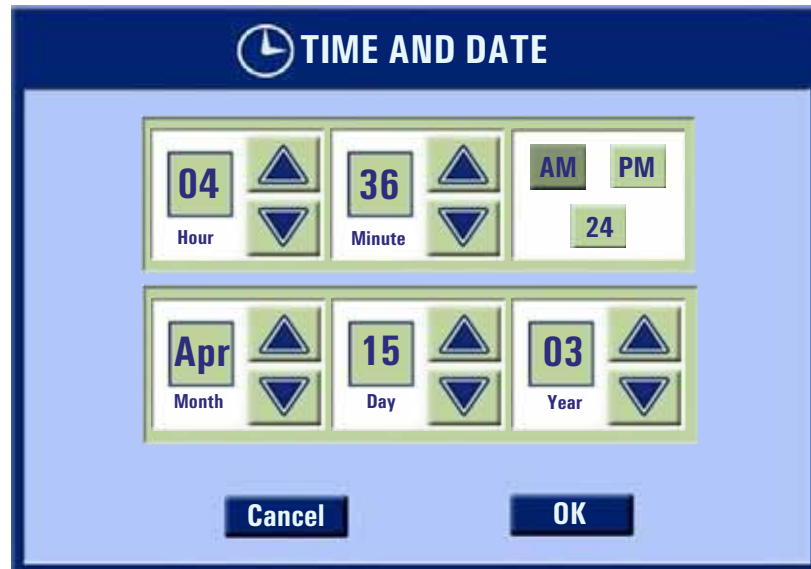 TIME AND DATE
04 36 AM PM
24
Hour Minute
Apr 15 03
Month Day Year
Cancel OK